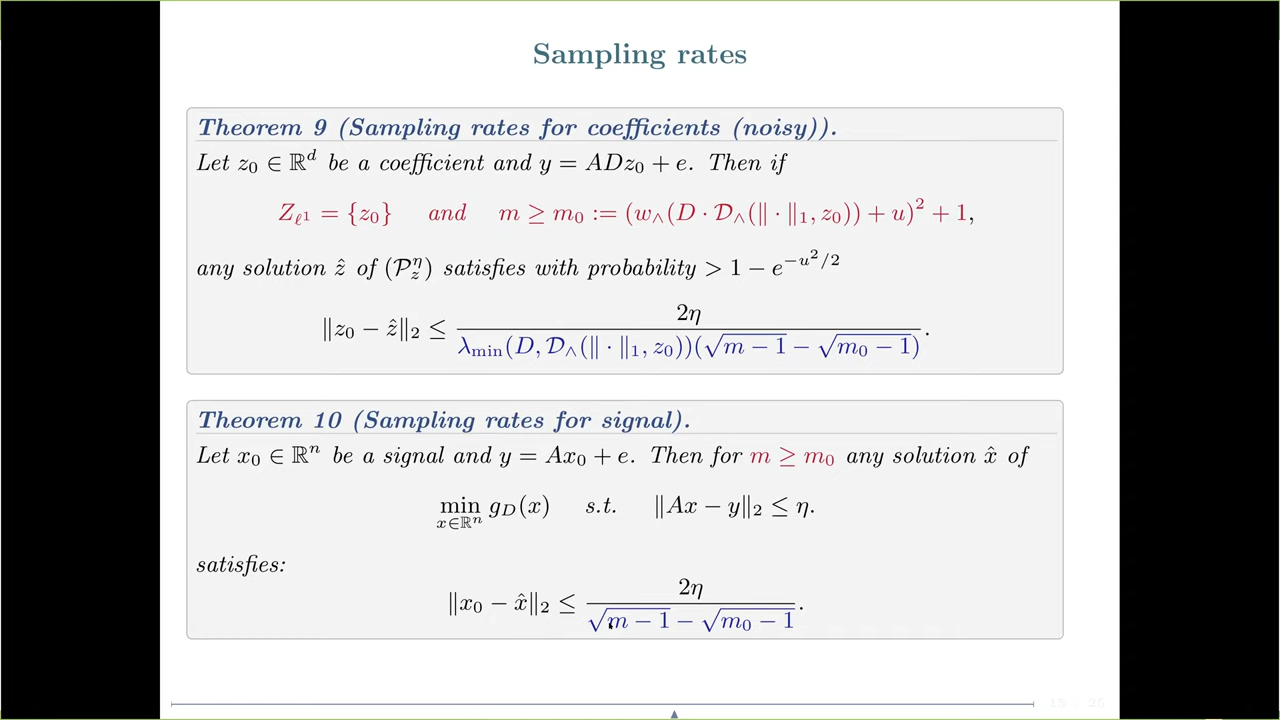 Sampling rates
Theorem 9 (Sampling rates for coefficients (noisy)).
Let z₀ ∈ ℝᵈ be a coefficient and y = ADz₀ + e. Then if
Z_{ℓ¹} = {z₀} and m ≥ m₀ := (w_∧(D · 𝒟_∧(‖ · ‖₁, z₀)) + u)² + 1,
any solution ẑ of (𝒫_z^η) satisfies with probability > 1 − e^{−u²/2}
‖z₀ − ẑ‖₂ ≤ 2η / λ_min(D, 𝒟_∧(‖ · ‖₁, z₀))(√(m − 1) − √(m₀ − 1)).
Theorem 10 (Sampling rates for signal).
Let x₀ ∈ ℝⁿ be a signal and y = Ax₀ + e. Then for m ≥ m₀ any solution x̂ of
min_{x∈ℝⁿ} g_D(x) s.t. ‖Ax − y‖₂ ≤ η.
satisfies:
‖x₀ − x̂‖₂ ≤ 2η / √(m − 1) − √(m₀ − 1).